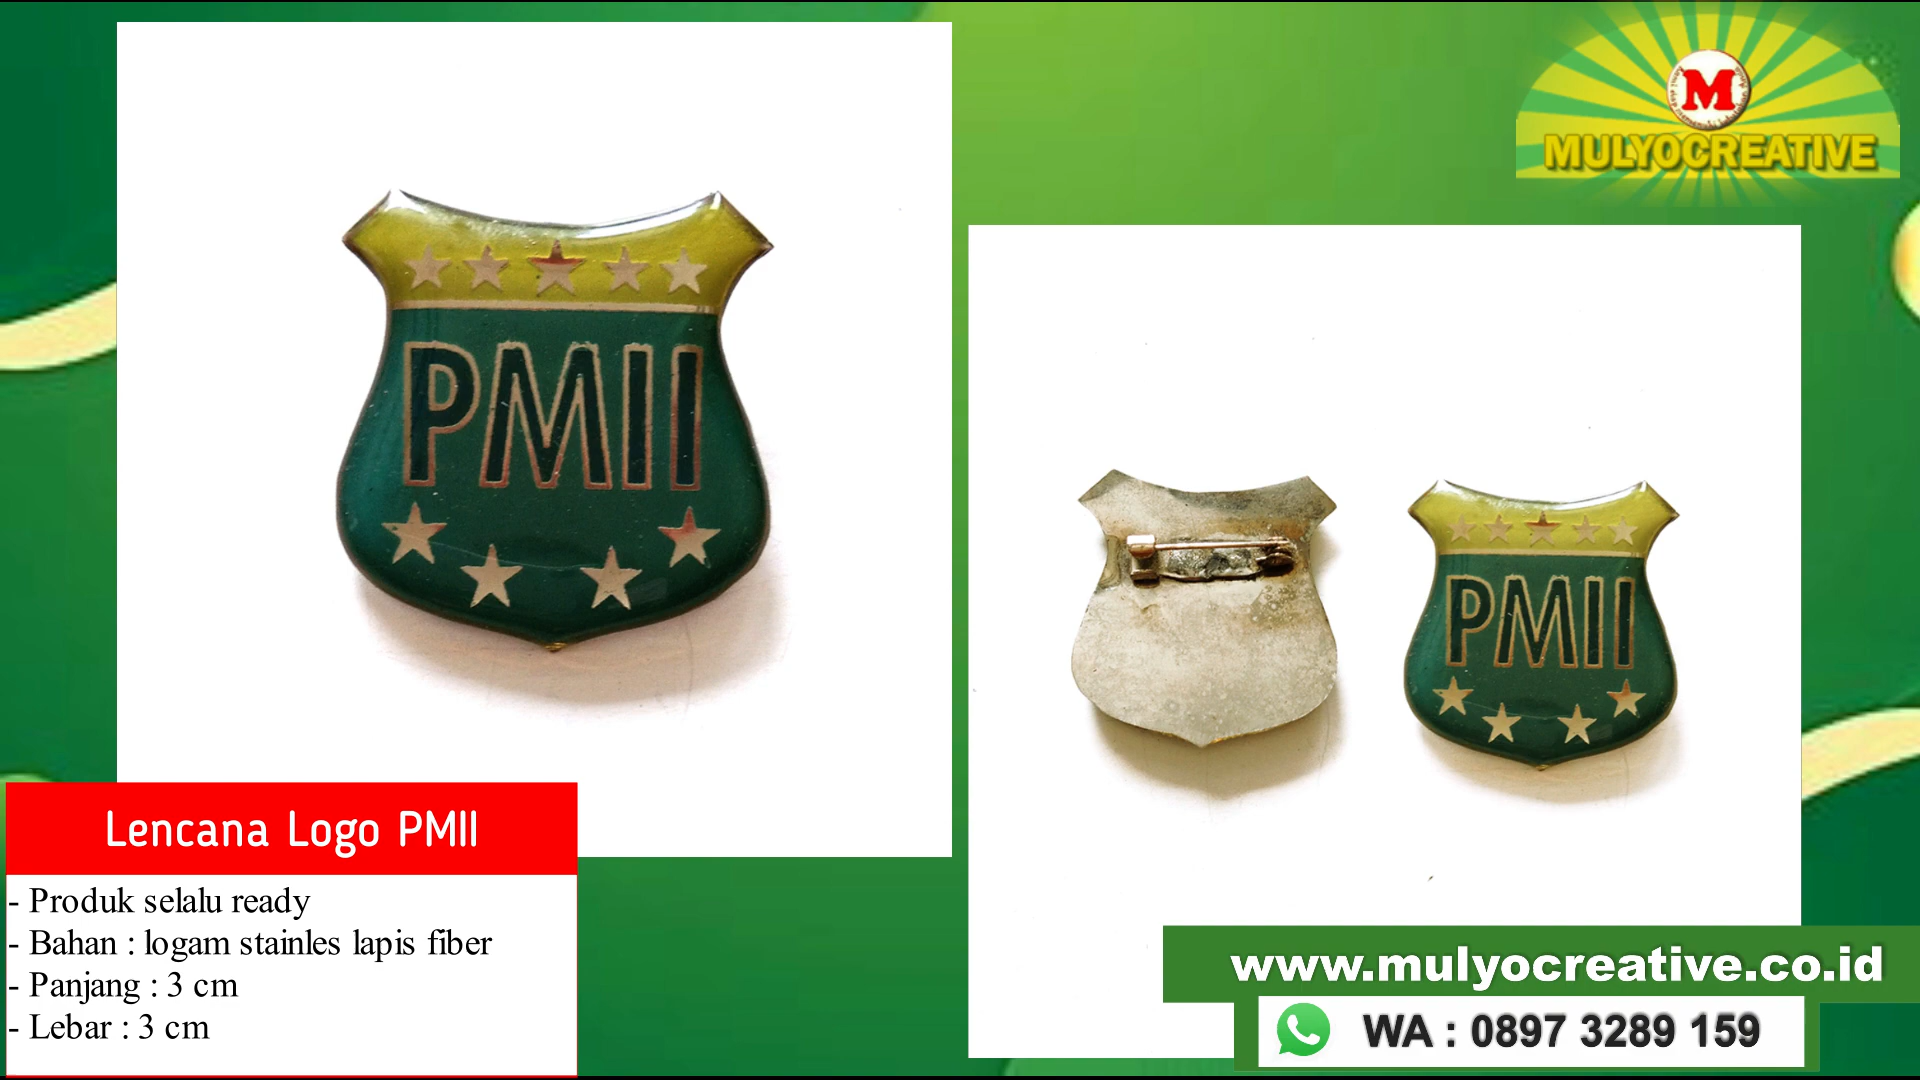 M
MULYOCREATIVE
PMII
PMII
Lencana Logo PMII
- Produk selalu ready
- Bahan : logam stainles lapis fiber
- Panjang : 3 cm
- Lebar : 3 cm
www.mulyocreative.co.id
WA : 0897 3289 159